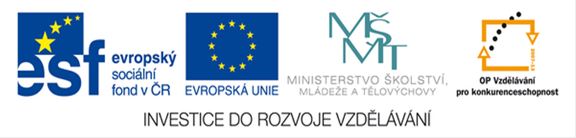 esf
evropský
sociální
fond v ČR
EVROPSKÁ UNIE
MŠMT
MINISTERSTVO ŠKOLSTVÍ,
MLÁDEŽE A TĚLOVÝCHOVY
OP Vzdělávání
pro konkurenceschopnost
INVESTICE DO ROZVOJE VZDĚLÁVÁNÍ